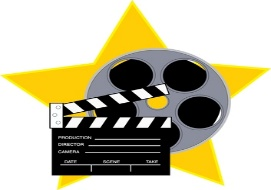 PRODUCTION
DIRECTOR
CAMERA
DATE SCENE TAKE